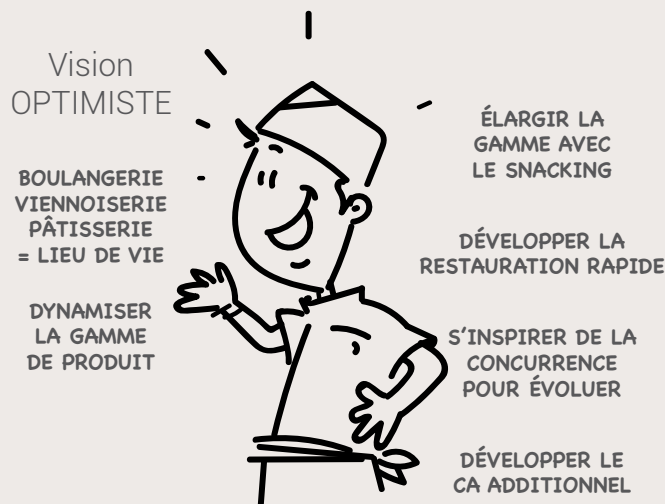 Vision
OPTIMISTE
BOULANGERIE
VIENNOISERIE
PÂTISSERIE
= LIEU DE VIE
DYNAMISER
LA GAMME
DE PRODUIT
ÉLARGIR LA
GAMME AVEC
LE SNACKING
DÉVELOPPER LA
RESTAURATION RAPIDE
S’INSPIRER DE LA
CONCURRENCE
POUR ÉVOLUER
DÉVELOPPER LE
CA ADDITIONNEL